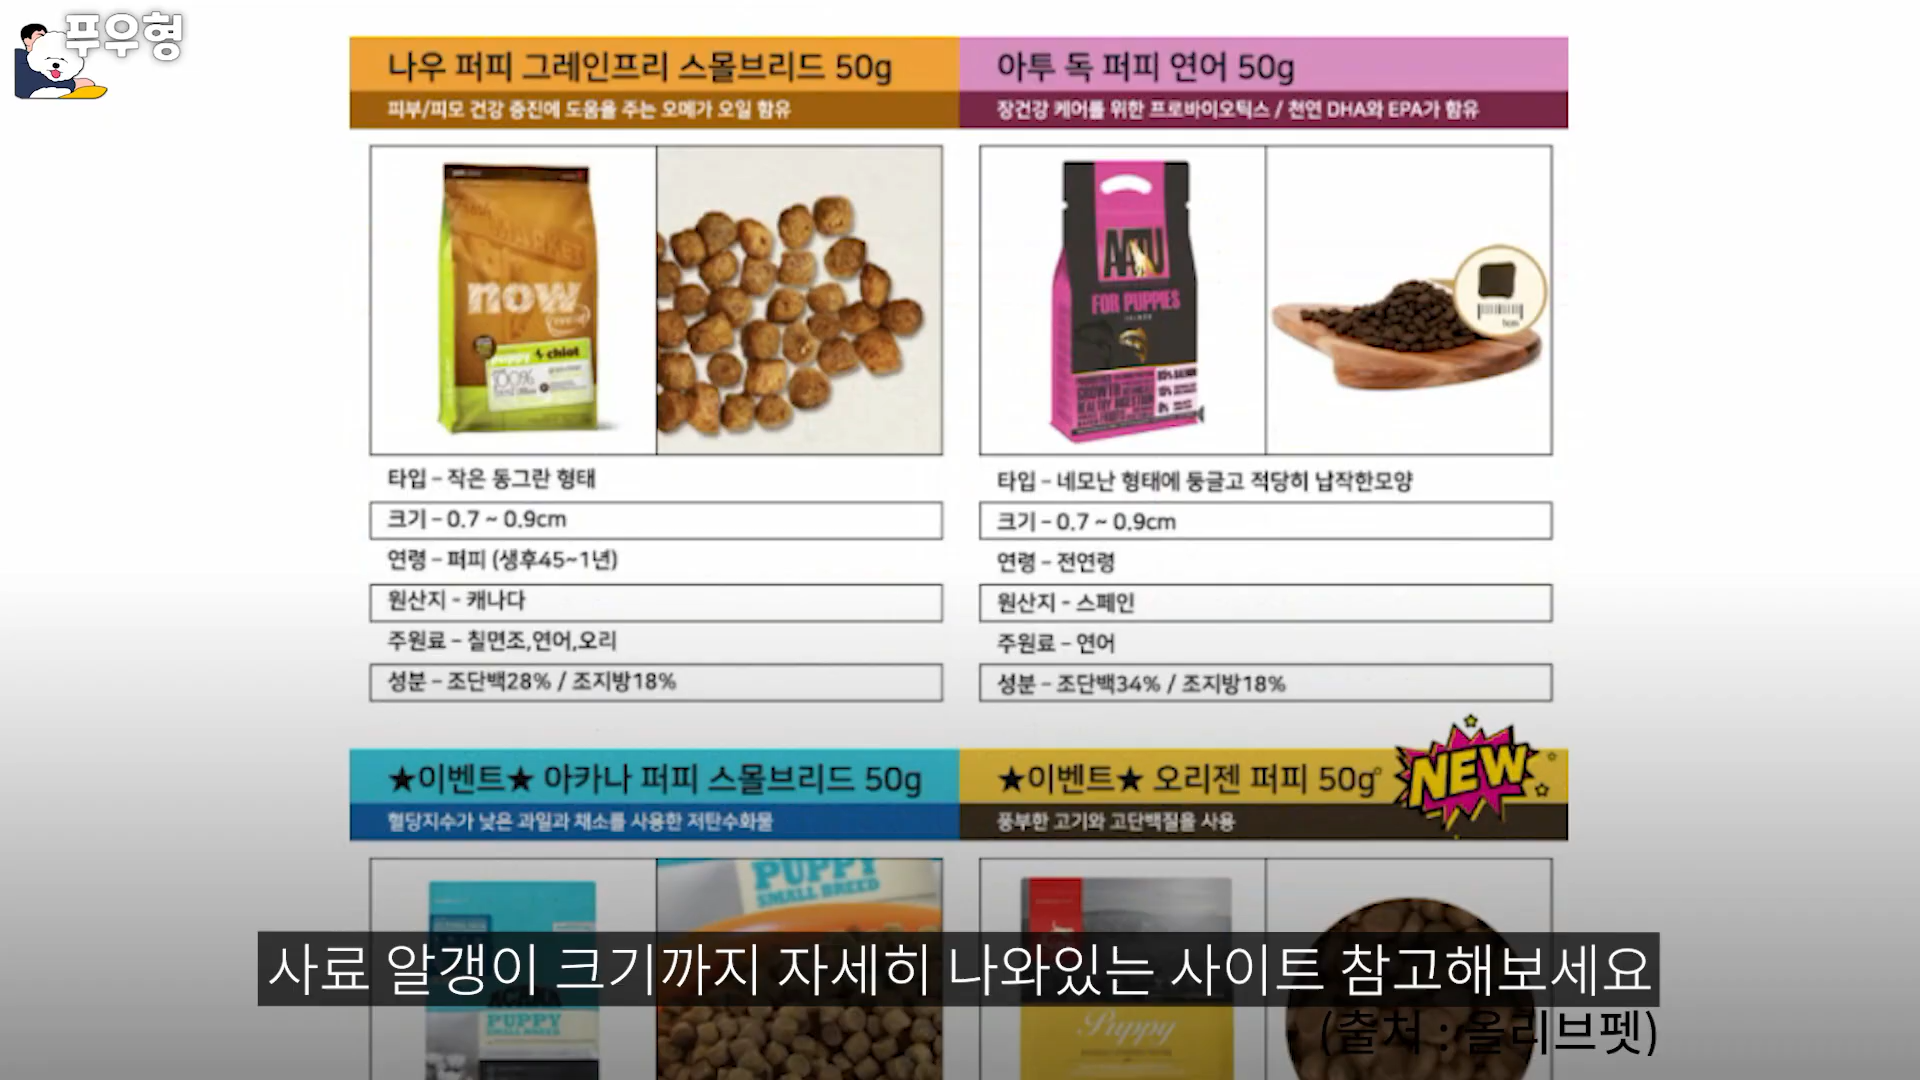 푸우형
나우 퍼피 그레인프리 스몰브리드 50g
피부/피모 건강 증진에 도움을 주는 오메가 오일 함유
아투 독 퍼피 연어 50g
장건강 케어를 위한 프로바이오틱스 / 천연 DHA와 EPA가 함유
now
puppy chiot
100%
AATU
FOR PUPPIES
85% SALMON
1cm
타입 - 작은 동그란 형태
크기 - 0.7 ~ 0.9cm
연령 - 퍼피 (생후45~1년)
원산지 - 캐나다
주원료 - 칠면조,연어,오리
성분 - 조단백28% / 조지방18%
타입 - 네모난 형태에 둥글고 적당히 납작한모양
크기 - 0.7 ~ 0.9cm
연령 - 전연령
원산지 - 스페인
주원료 - 연어
성분 - 조단백34% / 조지방18%
★이벤트★ 아카나 퍼피 스몰브리드 50g
혈당지수가 낮은 과일과 채소를 사용한 저탄수화물
★이벤트★ 오리젠 퍼피 50g
NEW
풍부한 고기와 고단백질을 사용
PUPPY
SMALL BREED
사료 알갱이 크기까지 자세히 나와있는 사이트 참고해보세요
ACANA
PUPPY
SMALL BREED
Puppy
(출처 : 올리브펫)